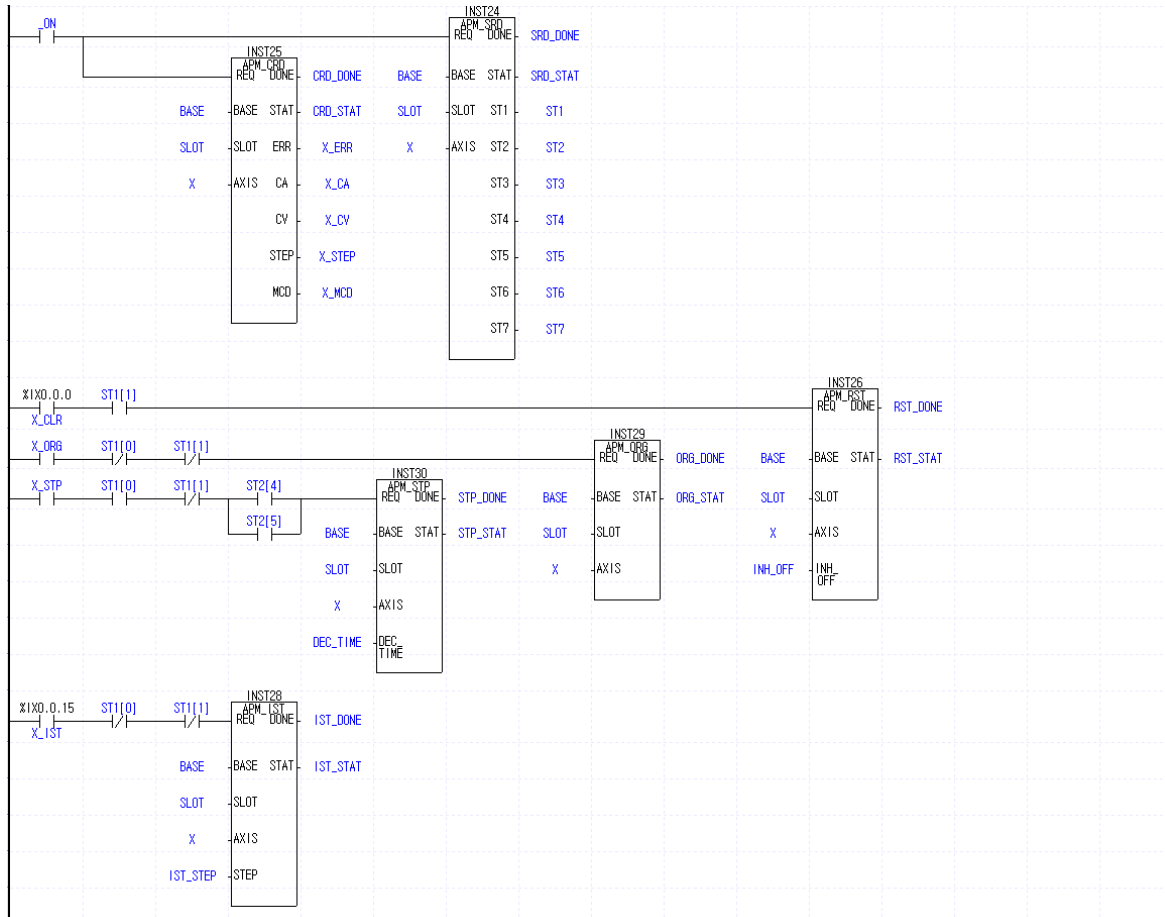 _ON
INST24
APM_SRD
REQ DONE SRD_DONE
INST25
APM_CRD
REQ DONE CRD_DONE BASE BASE STAT SRD_STAT
BASE BASE STAT CRD_STAT SLOT SLOT ST1 ST1
SLOT SLOT ERR X_ERR X AXIS ST2 ST2
X AXIS CA X_CA ST3 ST3
CV X_CV ST4 ST4
STEP X_STEP ST5 ST5
MCD X_MCD ST6 ST6
ST7 ST7
INST26
%IX0.0.0 ST1[1] APM_RST
REQ DONE RST_DONE
X_CLR
INST29
X_ORG ST1[0] ST1[1] APM_ORG
REQ DONE ORG_DONE BASE BASE STAT RST_STAT
INST30
X_STP ST1[0] ST1[1] ST2[4] APM_STP
REQ DONE STP_DONE BASE BASE STAT ORG_STAT SLOT SLOT
ST2[5]
BASE BASE STAT STP_STAT SLOT SLOT X AXIS
SLOT SLOT X AXIS INH_OFF INH_
OFF
X AXIS
DEC_TIME DEC_
TIME
INST28
%IX0.0.15 ST1[0] ST1[1] APM_IST
REQ DONE IST_DONE
X_IST
BASE BASE STAT IST_STAT
SLOT SLOT
X AXIS
IST_STEP STEP